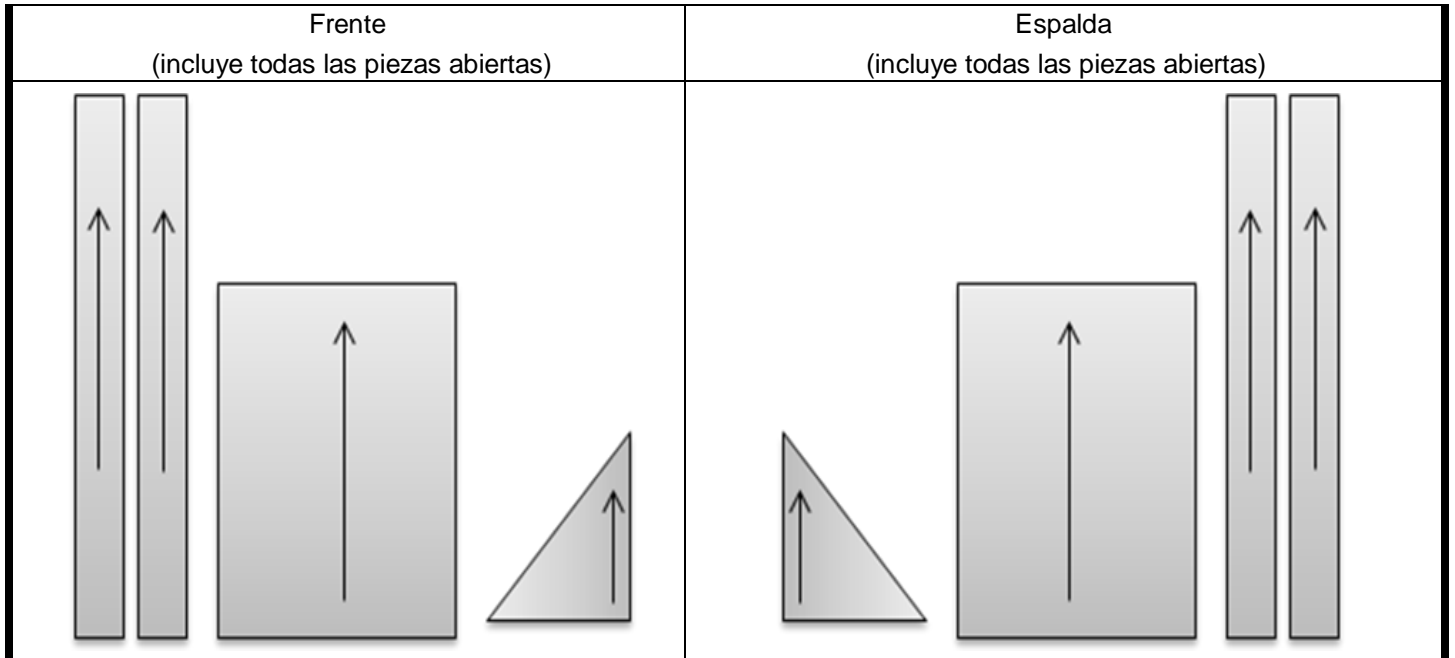 Frente
(incluye todas las piezas abiertas)
Espalda
(incluye todas las piezas abiertas)